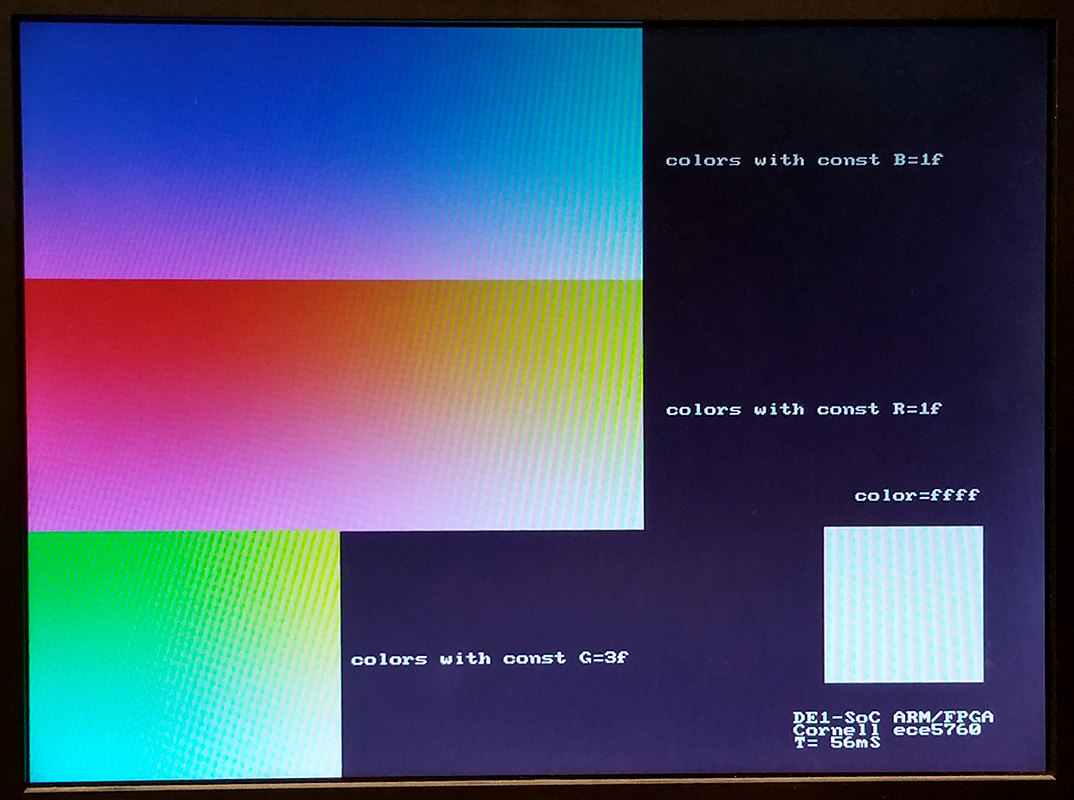 colors with const B=1f
colors with const R=1f
color=ffff
colors with const G=3f
DE1-SoC ARM/FPGA
Cornell ece5760
T= 56mS